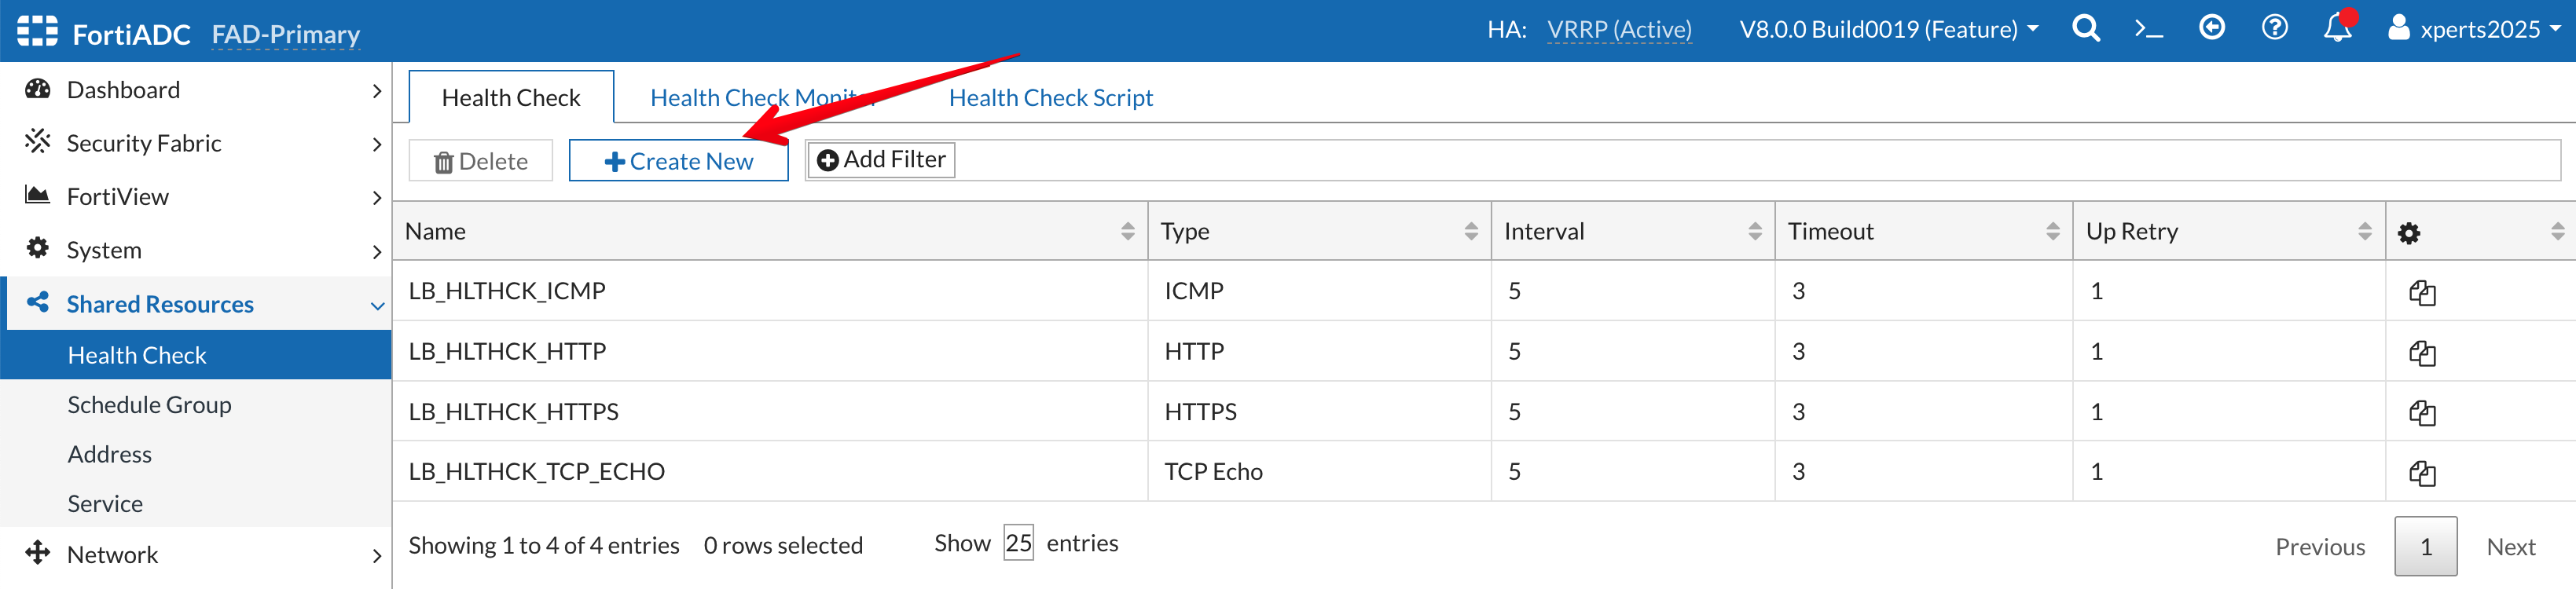 FortiADC FAD-Primary HA: VRRP (Active) V8.0.0 Build0019 (Feature) xperts2025
Dashboard
Security Fabric
FortiView
System
Shared Resources
Health Check
Schedule Group
Address
Service
Network
Health Check Health Check Monitor Health Check Script
Delete Create New Add Filter
Name Type Interval Timeout Up Retry
LB_HLTHCK_ICMP ICMP 5 3 1
LB_HLTHCK_HTTP HTTP 5 3 1
LB_HLTHCK_HTTPS HTTPS 5 3 1
LB_HLTHCK_TCP_ECHO TCP Echo 5 3 1
Showing 1 to 4 of 4 entries 0 rows selected Show 25 entries Previous 1 Next